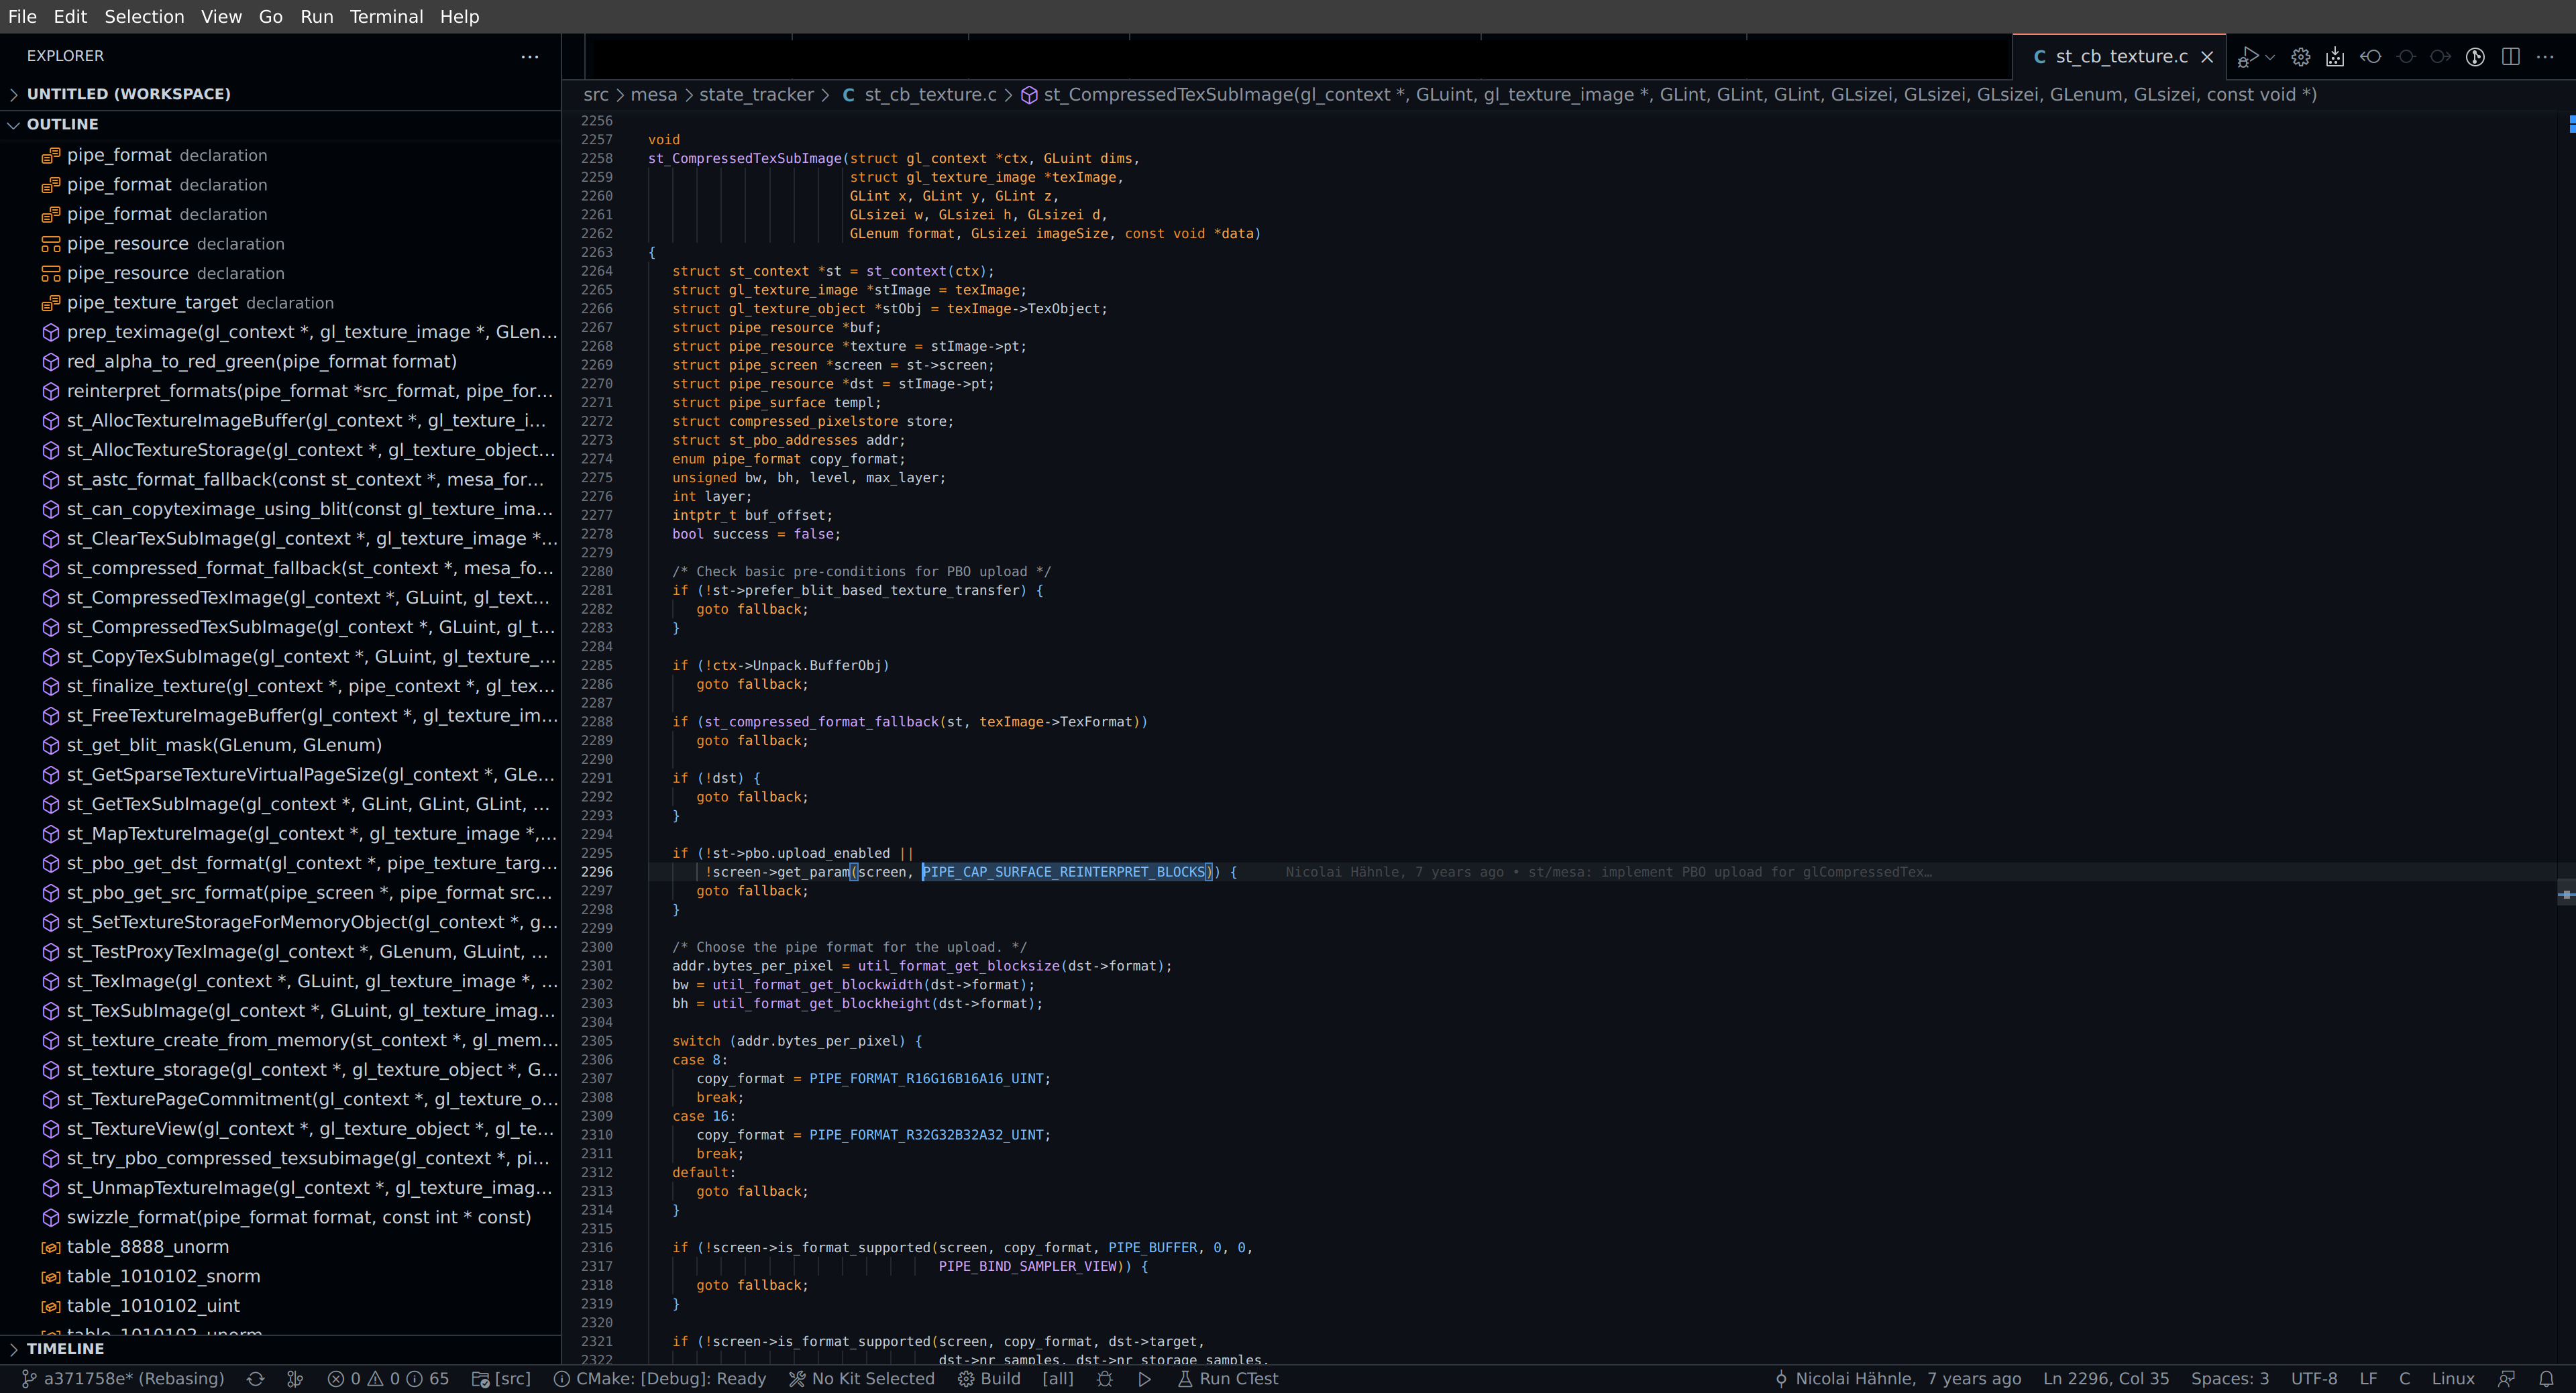 File Edit Selection View Go Run Terminal Help
EXPLORER
UNTITLED (WORKSPACE)
OUTLINE
pipe_format declaration
pipe_format declaration
pipe_format declaration
pipe_resource declaration
pipe_resource declaration
pipe_texture_target declaration
prep_teximage(gl_context *, gl_texture_image *, GLen…
red_alpha_to_red_green(pipe_format format)
reinterpret_formats(pipe_format *src_format, pipe_for…
st_AllocTextureImageBuffer(gl_context *, gl_texture_i…
st_AllocTextureStorage(gl_context *, gl_texture_object…
st_astc_format_fallback(const st_context *, mesa_for…
st_can_copyteximage_using_blit(const gl_texture_ima…
st_ClearTexSubImage(gl_context *, gl_texture_image *…
st_compressed_format_fallback(st_context *, mesa_fo…
st_CompressedTexImage(gl_context *, GLuint, gl_text…
st_CompressedTexSubImage(gl_context *, GLuint, gl_t…
st_CopyTexSubImage(gl_context *, GLuint, gl_texture_…
st_finalize_texture(gl_context *, pipe_context *, gl_tex…
st_FreeTextureImageBuffer(gl_context *, gl_texture_im…
st_get_blit_mask(GLenum, GLenum)
st_GetSparseTextureVirtualPageSize(gl_context *, GLe…
st_GetTexSubImage(gl_context *, GLint, GLint, GLint, …
st_MapTextureImage(gl_context *, gl_texture_image *,…
st_pbo_get_dst_format(gl_context *, pipe_texture_targ…
st_pbo_get_src_format(pipe_screen *, pipe_format src…
st_SetTextureStorageForMemoryObject(gl_context *, g…
st_TestProxyTexImage(gl_context *, GLenum, GLuint, …
st_TexImage(gl_context *, GLuint, gl_texture_image *, …
st_TexSubImage(gl_context *, GLuint, gl_texture_imag…
st_texture_create_from_memory(st_context *, gl_mem…
st_texture_storage(gl_context *, gl_texture_object *, G…
st_TexturePageCommitment(gl_context *, gl_texture_o…
st_TextureView(gl_context *, gl_texture_object *, gl_te…
st_try_pbo_compressed_texsubimage(gl_context *, pi…
st_UnmapTextureImage(gl_context *, gl_texture_imag…
swizzle_format(pipe_format format, const int * const)
table_8888_unorm
table_1010102_snorm
table_1010102_uint
table_1010102_unorm
TIMELINE
C st_cb_texture.c
src > mesa > state_tracker > C st_cb_texture.c > st_CompressedTexSubImage(gl_context *, GLuint, gl_texture_image *, GLint, GLint, GLint, GLsizei, GLsizei, GLsizei, GLenum, GLsizei, const void *)
2256
2257 void
2258 st_CompressedTexSubImage(struct gl_context *ctx, GLuint dims,
2259 struct gl_texture_image *texImage,
2260 GLint x, GLint y, GLint z,
2261 GLsizei w, GLsizei h, GLsizei d,
2262 GLenum format, GLsizei imageSize, const void *data)
2263 {
2264 struct st_context *st = st_context(ctx);
2265 struct gl_texture_image *stImage = texImage;
2266 struct gl_texture_object *stObj = texImage->TexObject;
2267 struct pipe_resource *buf;
2268 struct pipe_resource *texture = stImage->pt;
2269 struct pipe_screen *screen = st->screen;
2270 struct pipe_resource *dst = stImage->pt;
2271 struct pipe_surface templ;
2272 struct compressed_pixelstore store;
2273 struct st_pbo_addresses addr;
2274 enum pipe_format copy_format;
2275 unsigned bw, bh, level, max_layer;
2276 int layer;
2277 intptr_t buf_offset;
2278 bool success = false;
2279
2280 /* Check basic pre-conditions for PBO upload */
2281 if (!st->prefer_blit_based_texture_transfer) {
2282 goto fallback;
2283 }
2284
2285 if (!ctx->Unpack.BufferObj)
2286 goto fallback;
2287
2288 if (st_compressed_format_fallback(st, texImage->TexFormat))
2289 goto fallback;
2290
2291 if (!dst) {
2292 goto fallback;
2293 }
2294
2295 if (!st->pbo.upload_enabled ||
2296 !screen->get_param(screen, PIPE_CAP_SURFACE_REINTERPRET_BLOCKS)) { Nicolai Hähnle, 7 years ago • st/mesa: implement PBO upload for glCompressedTex…
2297 goto fallback;
2298 }
2299
2300 /* Choose the pipe format for the upload. */
2301 addr.bytes_per_pixel = util_format_get_blocksize(dst->format);
2302 bw = util_format_get_blockwidth(dst->format);
2303 bh = util_format_get_blockheight(dst->format);
2304
2305 switch (addr.bytes_per_pixel) {
2306 case 8:
2307 copy_format = PIPE_FORMAT_R16G16B16A16_UINT;
2308 break;
2309 case 16:
2310 copy_format = PIPE_FORMAT_R32G32B32A32_UINT;
2311 break;
2312 default:
2313 goto fallback;
2314 }
2315
2316 if (!screen->is_format_supported(screen, copy_format, PIPE_BUFFER, 0, 0,
2317 PIPE_BIND_SAMPLER_VIEW)) {
2318 goto fallback;
2319 }
2320
2321 if (!screen->is_format_supported(screen, copy_format, dst->target,
2322 dst->nr_samples, dst->nr_storage_samples,
a371758e* (Rebasing) 0 0 65 [src] CMake: [Debug]: Ready No Kit Selected Build [all] Run CTest Nicolai Hähnle, 7 years ago Ln 2296, Col 35 Spaces: 3 UTF-8 LF C Linux